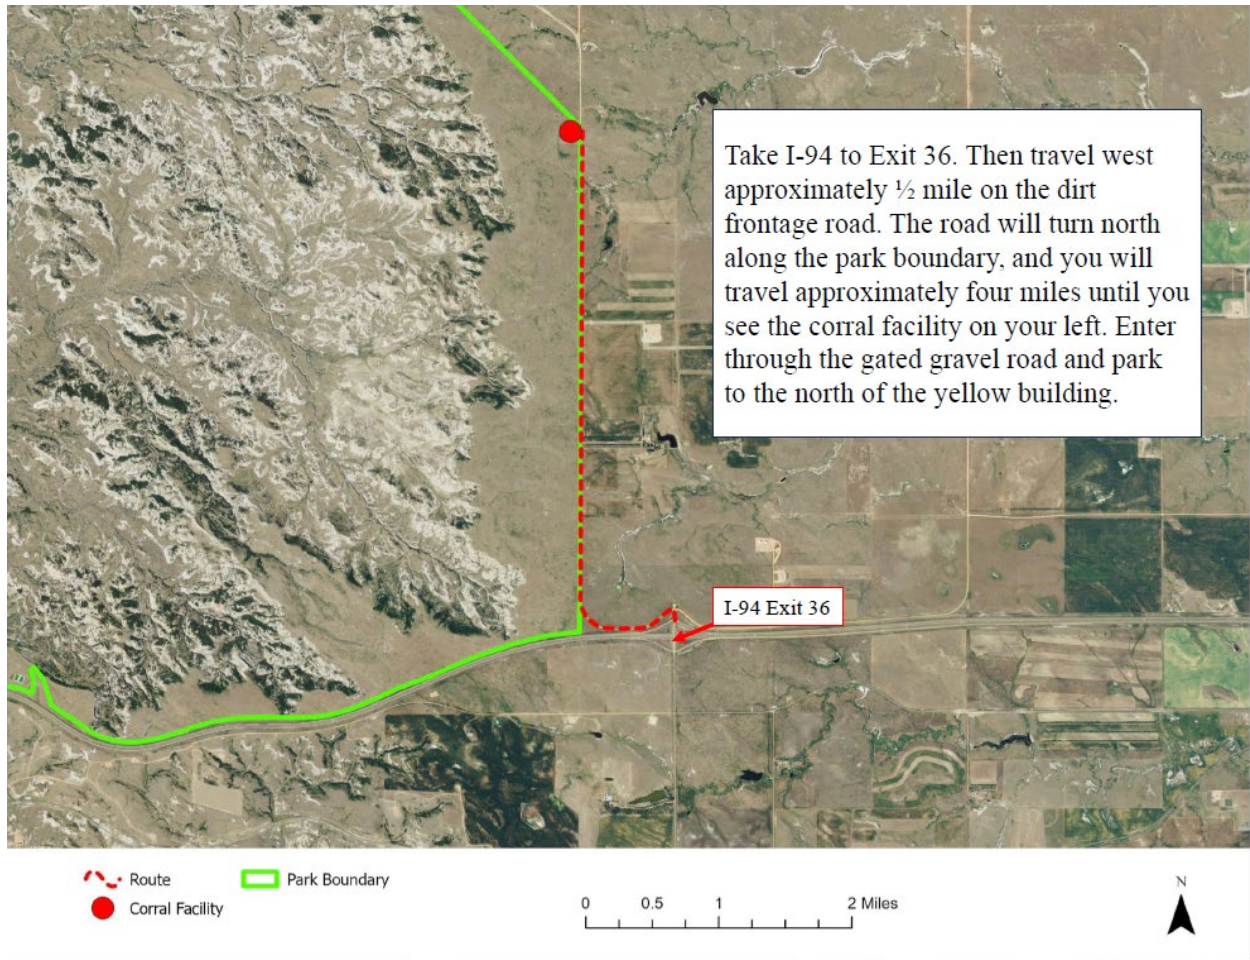 Take I-94 to Exit 36. Then travel west
approximately ½ mile on the dirt
frontage road. The road will turn north
along the park boundary, and you will
travel approximately four miles until you
see the corral facility on your left. Enter
through the gated gravel road and park
to the north of the yellow building.
I-94 Exit 36
Route
Park Boundary
Corral Facility
0 0.5 1 2 Miles
N